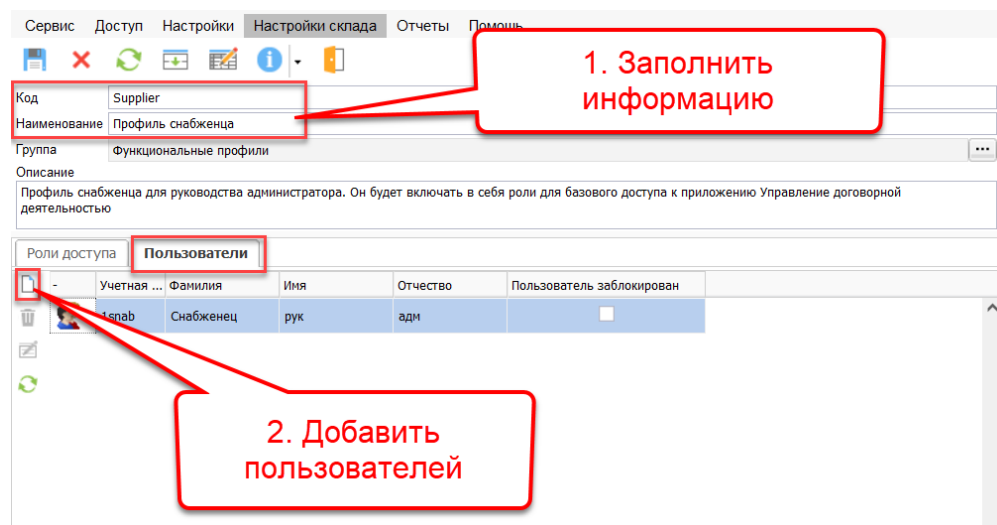 Сервис Доступ Настройки Настройки склада Отчеты Помощь
1. Заполнить
информацию
Код Supplier
Наименование Профиль снабженца
Группа Функциональные профили ...
Описание
Профиль снабженца для руководства администратора. Он будет включать в себя роли для базового доступа к приложению Управление договорной
деятельностью
Роли доступа Пользователи
- Учетная ... Фамилия Имя Отчество Пользователь заблокирован
1snab Снабженец рук адм
2. Добавить
пользователей